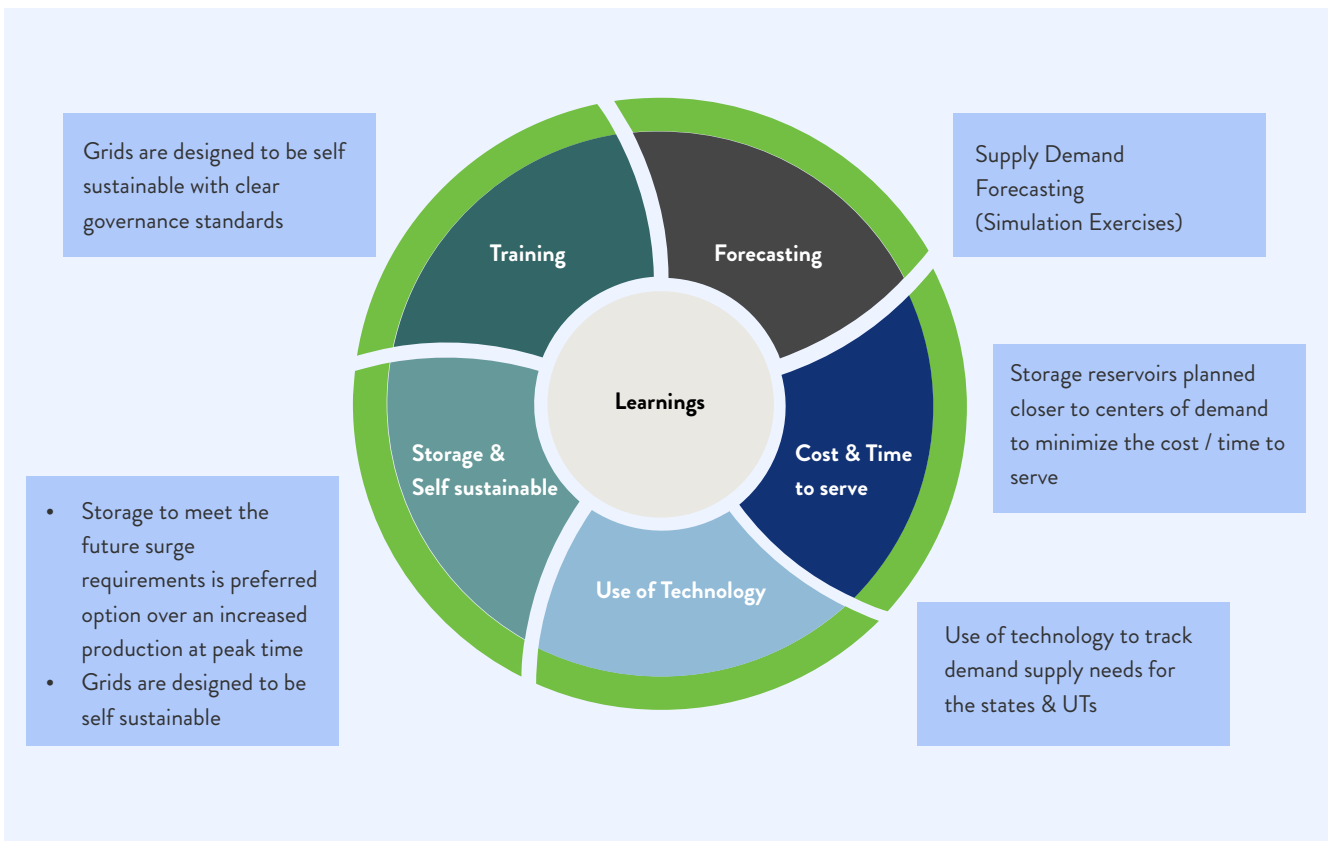 Grids are designed to be self
sustainable with clear
governance standards
Supply Demand
Forecasting
(Simulation Exercises)
Training
Forecasting
Storage reservoirs planned
closer to centers of demand
to minimize the cost / time to
serve
Learnings
Storage &
Self sustainable
Cost & Time
to serve
• Storage to meet the
future surge
requirements is preferred
option over an increased
production at peak time
• Grids are designed to be
self sustainable
Use of Technology
Use of technology to track
demand supply needs for
the states & UTs